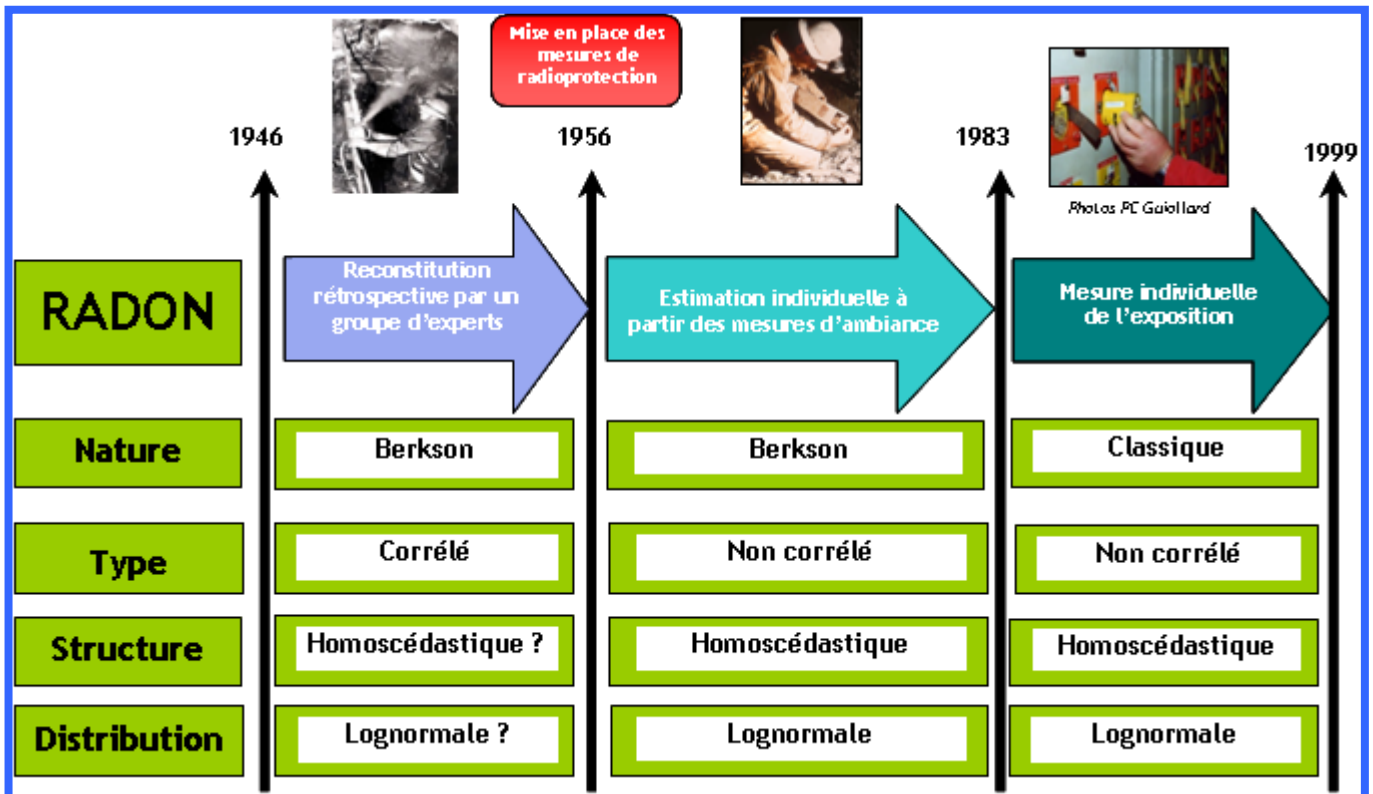 Mise en place des
mesures de
radioprotection
1946
1956
1983
1999
Photos PC Guiollard
RADON
Reconstitution
rétrospective par un
groupe d'experts
Estimation individuelle à
partir des mesures d'ambiance
Mesure individuelle
de l'exposition
Nature
Berkson
Berkson
Classique
Type
Corrélé
Non corrélé
Non corrélé
Structure
Homoscédastique ?
Homoscédastique
Homoscédastique
Distribution
Lognormale ?
Lognormale
Lognormale